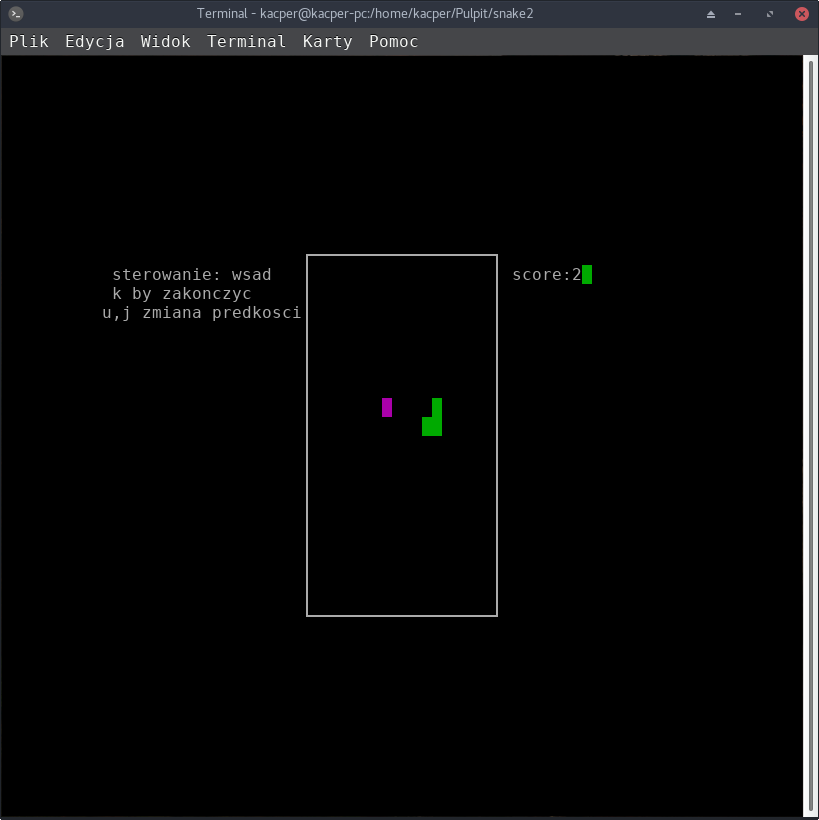 Terminal - kacper@kacper-pc:/home/kacper/Pulpit/snake2
Plik Edycja Widok Terminal Karty Pomoc
sterowanie: wsad
k by zakonczyc
u,j zmiana predkosci
score:2